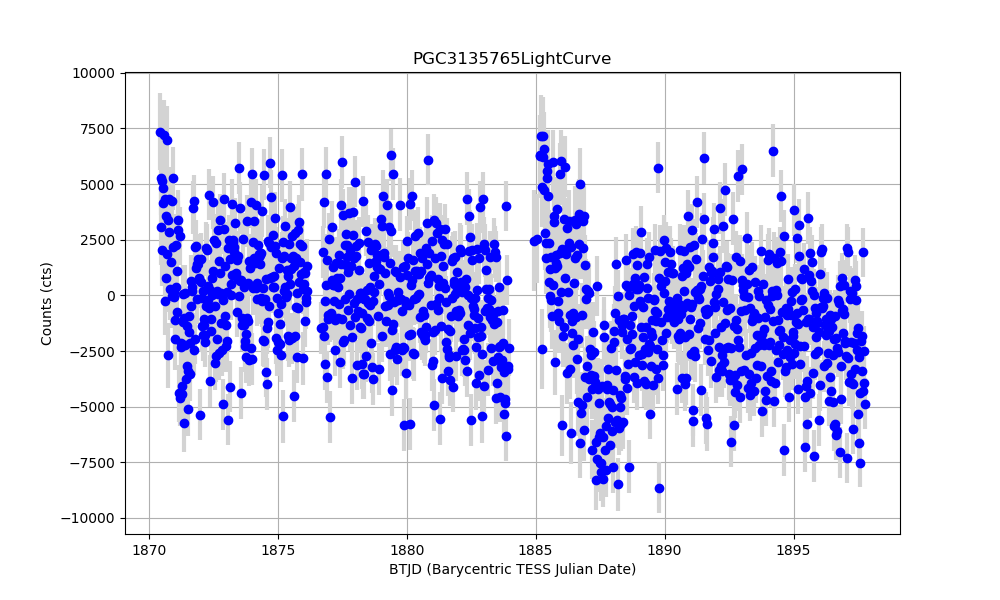 PGC3135765LightCurve
10000
7500
5000
2500
0
−2500
−5000
−7500
−10000
Counts (cts)
1870 1875 1880 1885 1890 1895
BTJD (Barycentric TESS Julian Date)